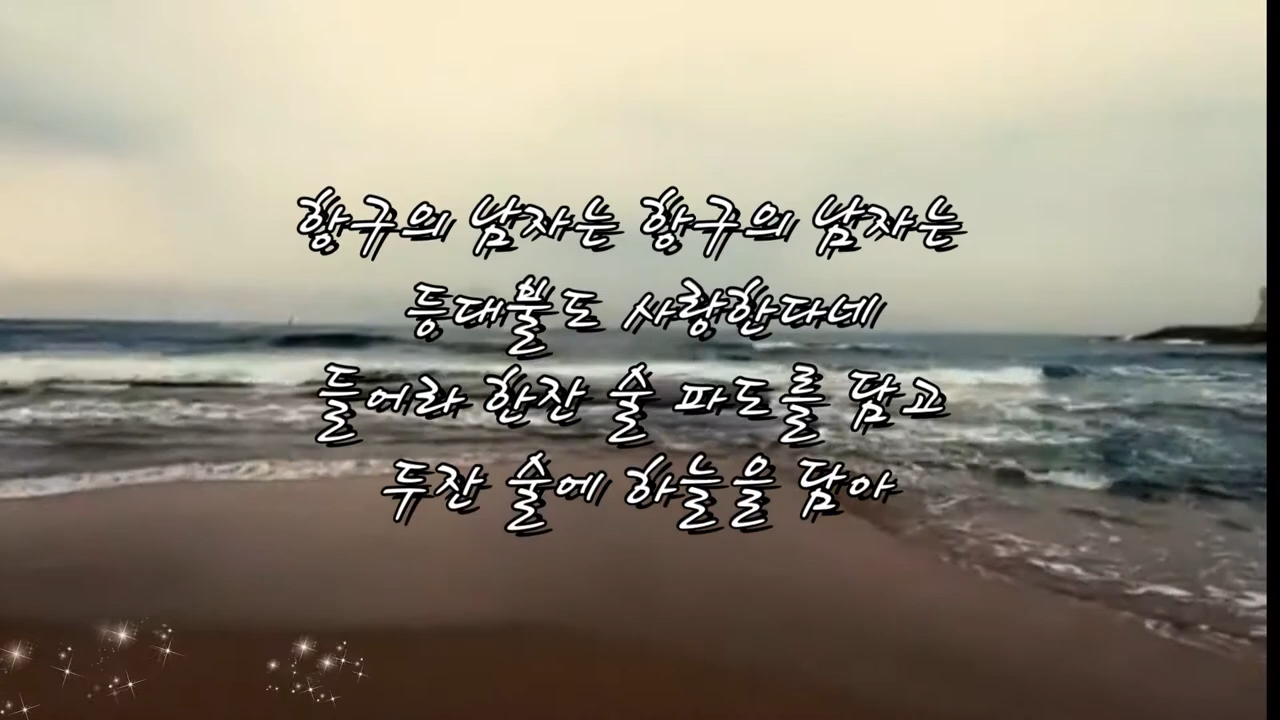 항구의 남자는 항구의 남자는
등대불도 사랑한다네
들어라 한잔 술 파도를 담고
두잔 술에 하늘을 담아